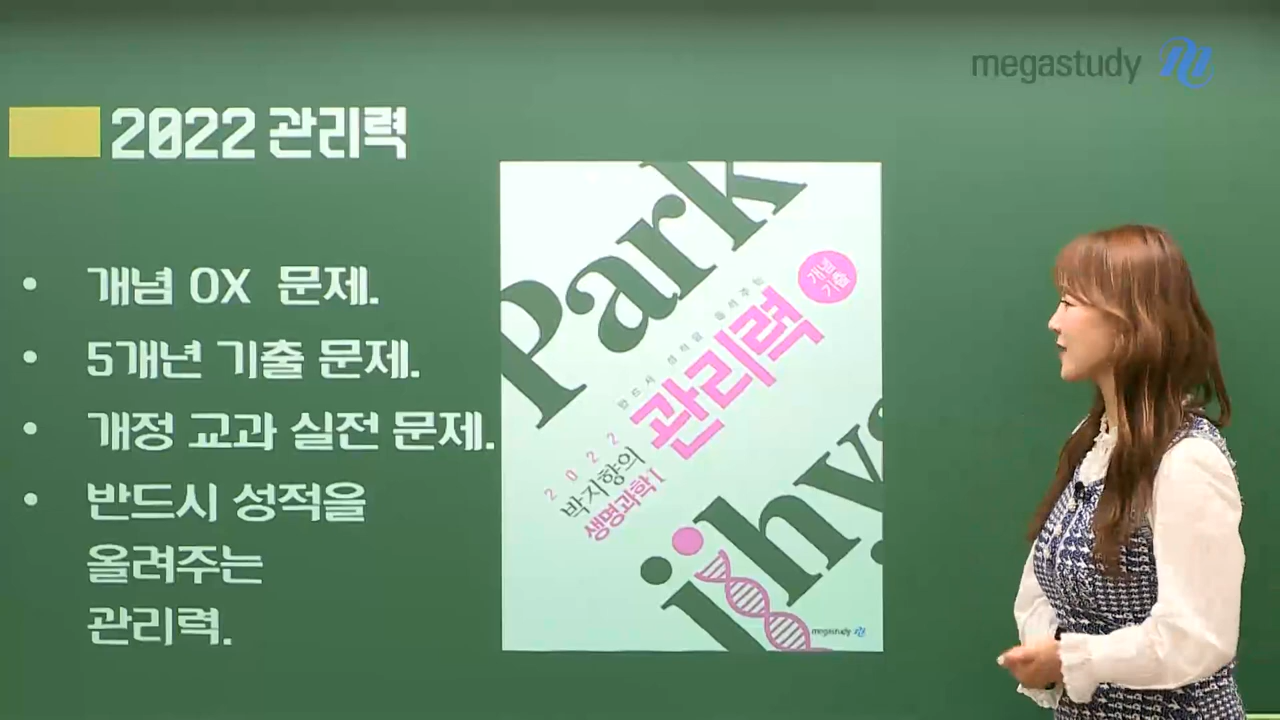 megastudy
2022 관리력
• 개념 OX 문제.
• 5개년 기출 문제.
• 개정 교과 실전 문제.
• 반드시 성적을
올려주는
관리력.
Park
개념
기출
반드시 성적을 올려주는
관리력
2022
박지향의
생명과학 I
jihy
megastudy